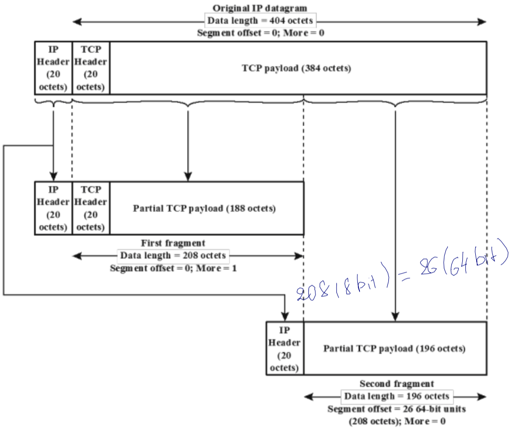 Original IP datagram
Data length = 404 octets
Segment offset = 0; More = 0
IP
Header
(20
octets)
TCP
Header
(20
octets)
TCP payload (384 octets)
IP
Header
(20
octets)
TCP
Header
(20
octets)
Partial TCP payload (188 octets)
First fragment
Data length = 208 octets
Segment offset = 0; More = 1
208 (8 bit) = 26 (64 bit)
IP
Header
(20
octets)
Partial TCP payload (196 octets)
Second fragment
Data length = 196 octets
Segment offset = 26 64-bit units
(208 octets); More = 0